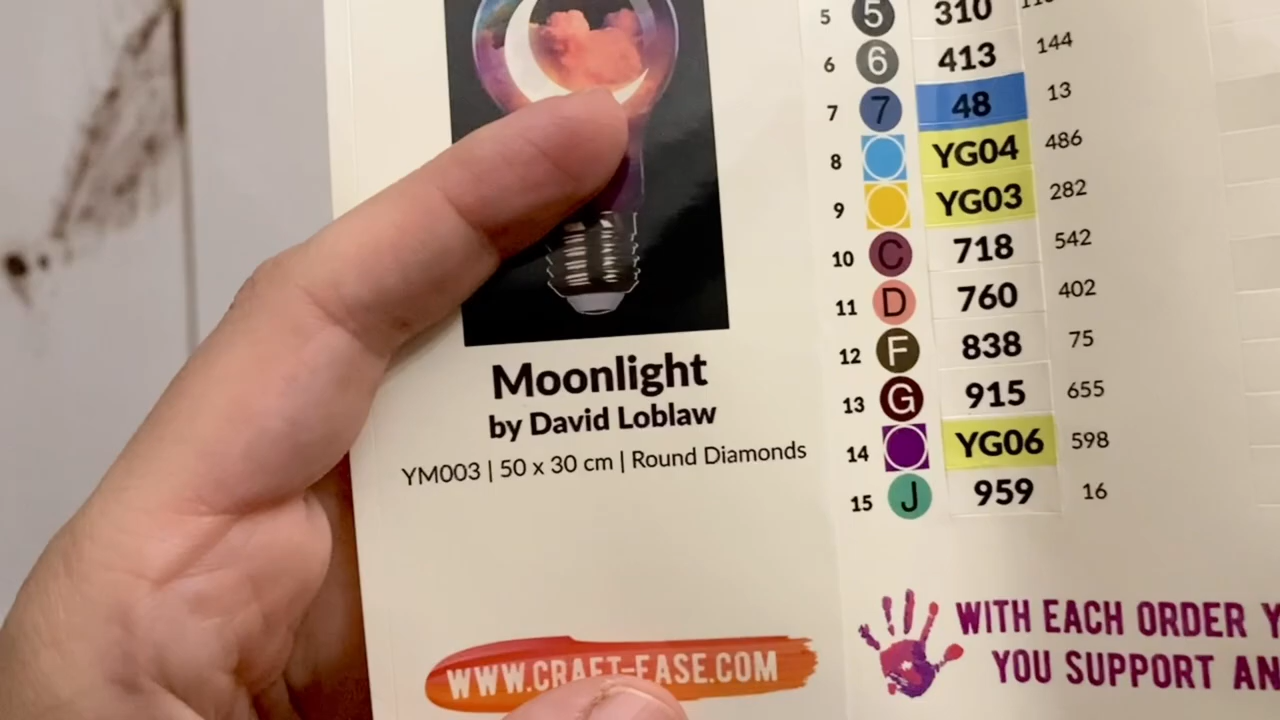 5 5 310
6 6 413 144
7 7 48 13
8 YG04 486
9 YG03 282
10 C 718 542
11 D 760 402
12 F 838 75
13 G 915 655
14 YG06 598
15 J 959 16
Moonlight
by David Loblaw
YM003 | 50 x 30 cm | Round Diamonds
WWW.CRAFT-EASE.COM
WITH EACH ORDER Y
YOU SUPPORT AN